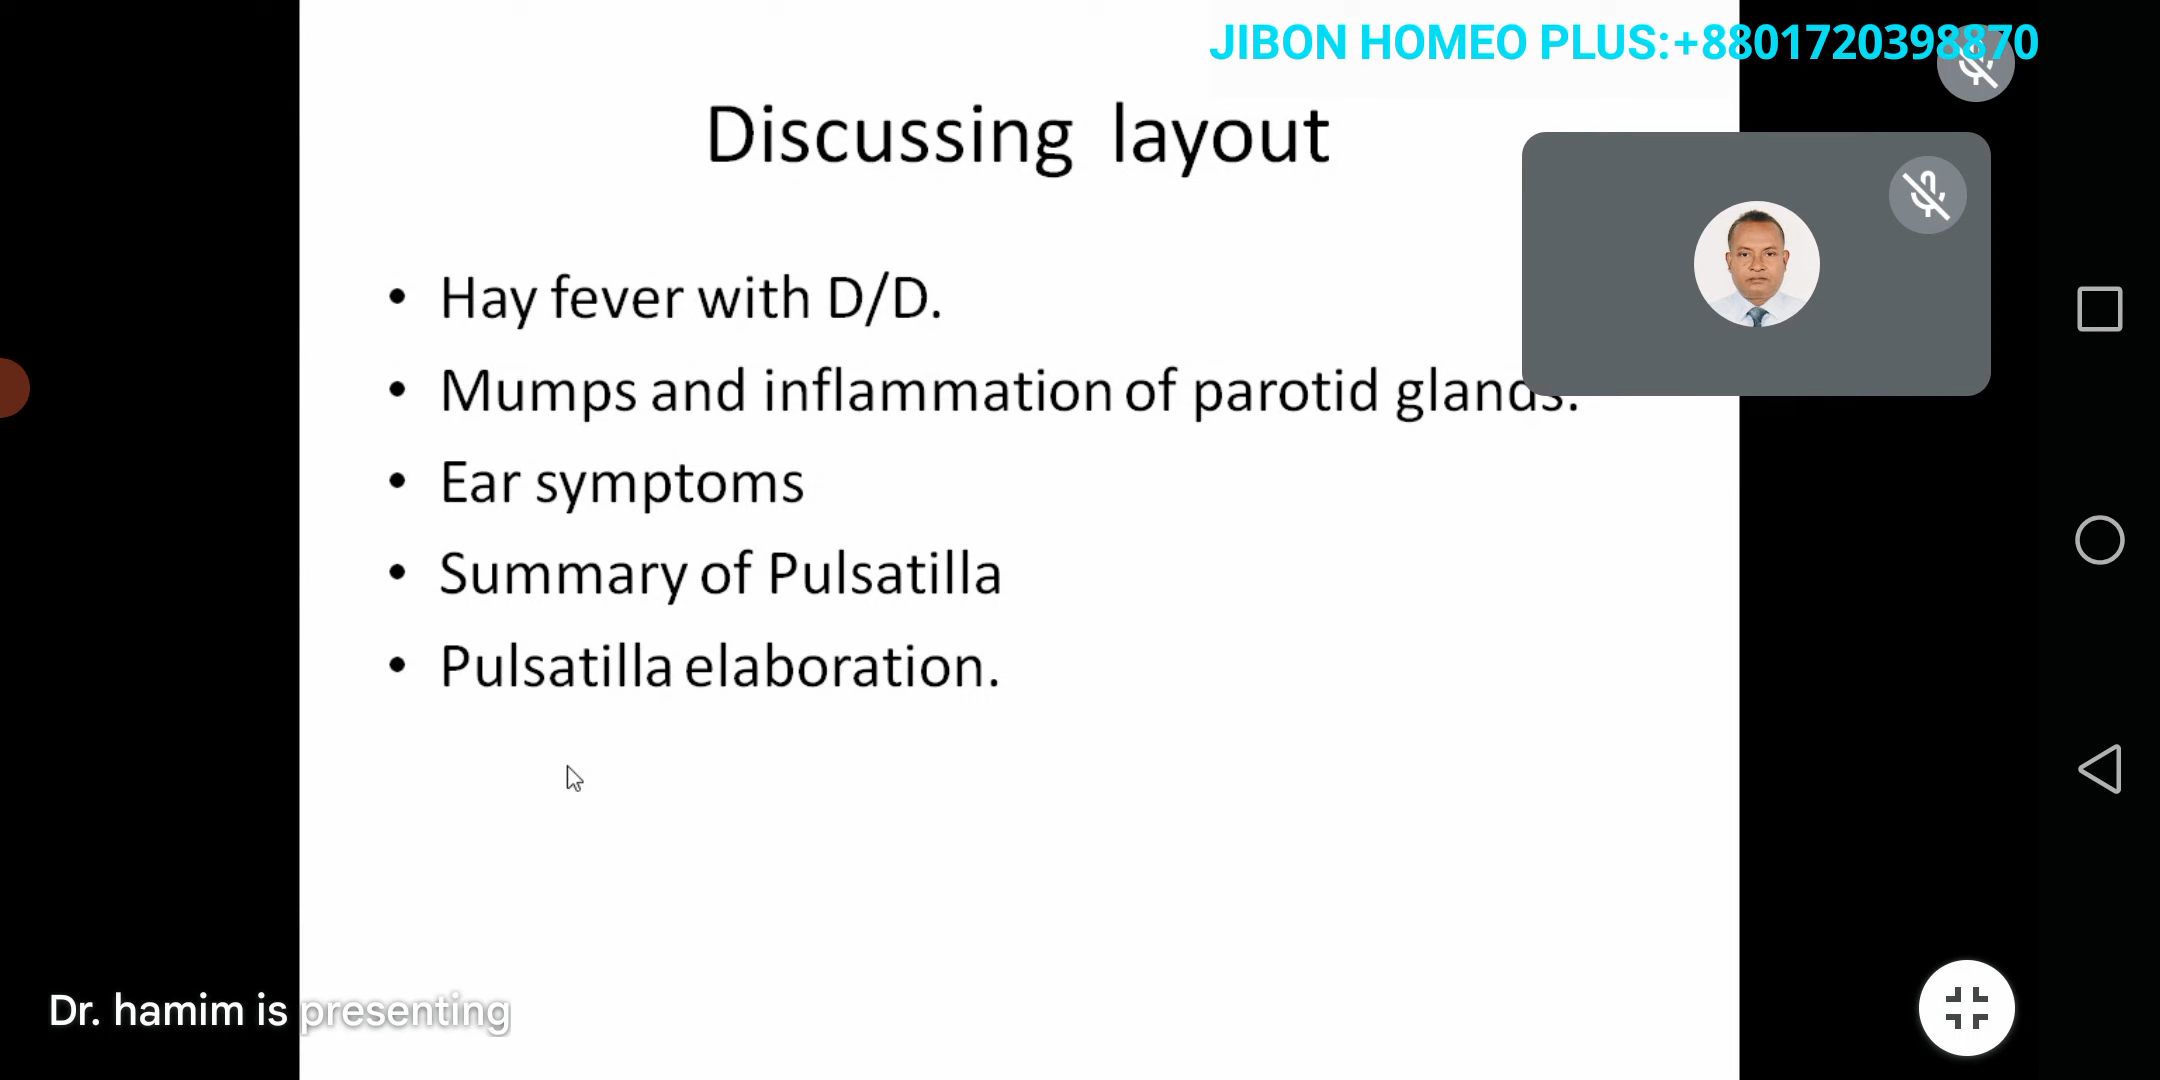 JIBON HOMEO PLUS:+8801720398870
Discussing layout
• Hay fever with D/D.
• Mumps and inflammation of parotid glands.
• Ear symptoms
• Summary of Pulsatilla
• Pulsatilla elaboration.
Dr. hamim is presenting